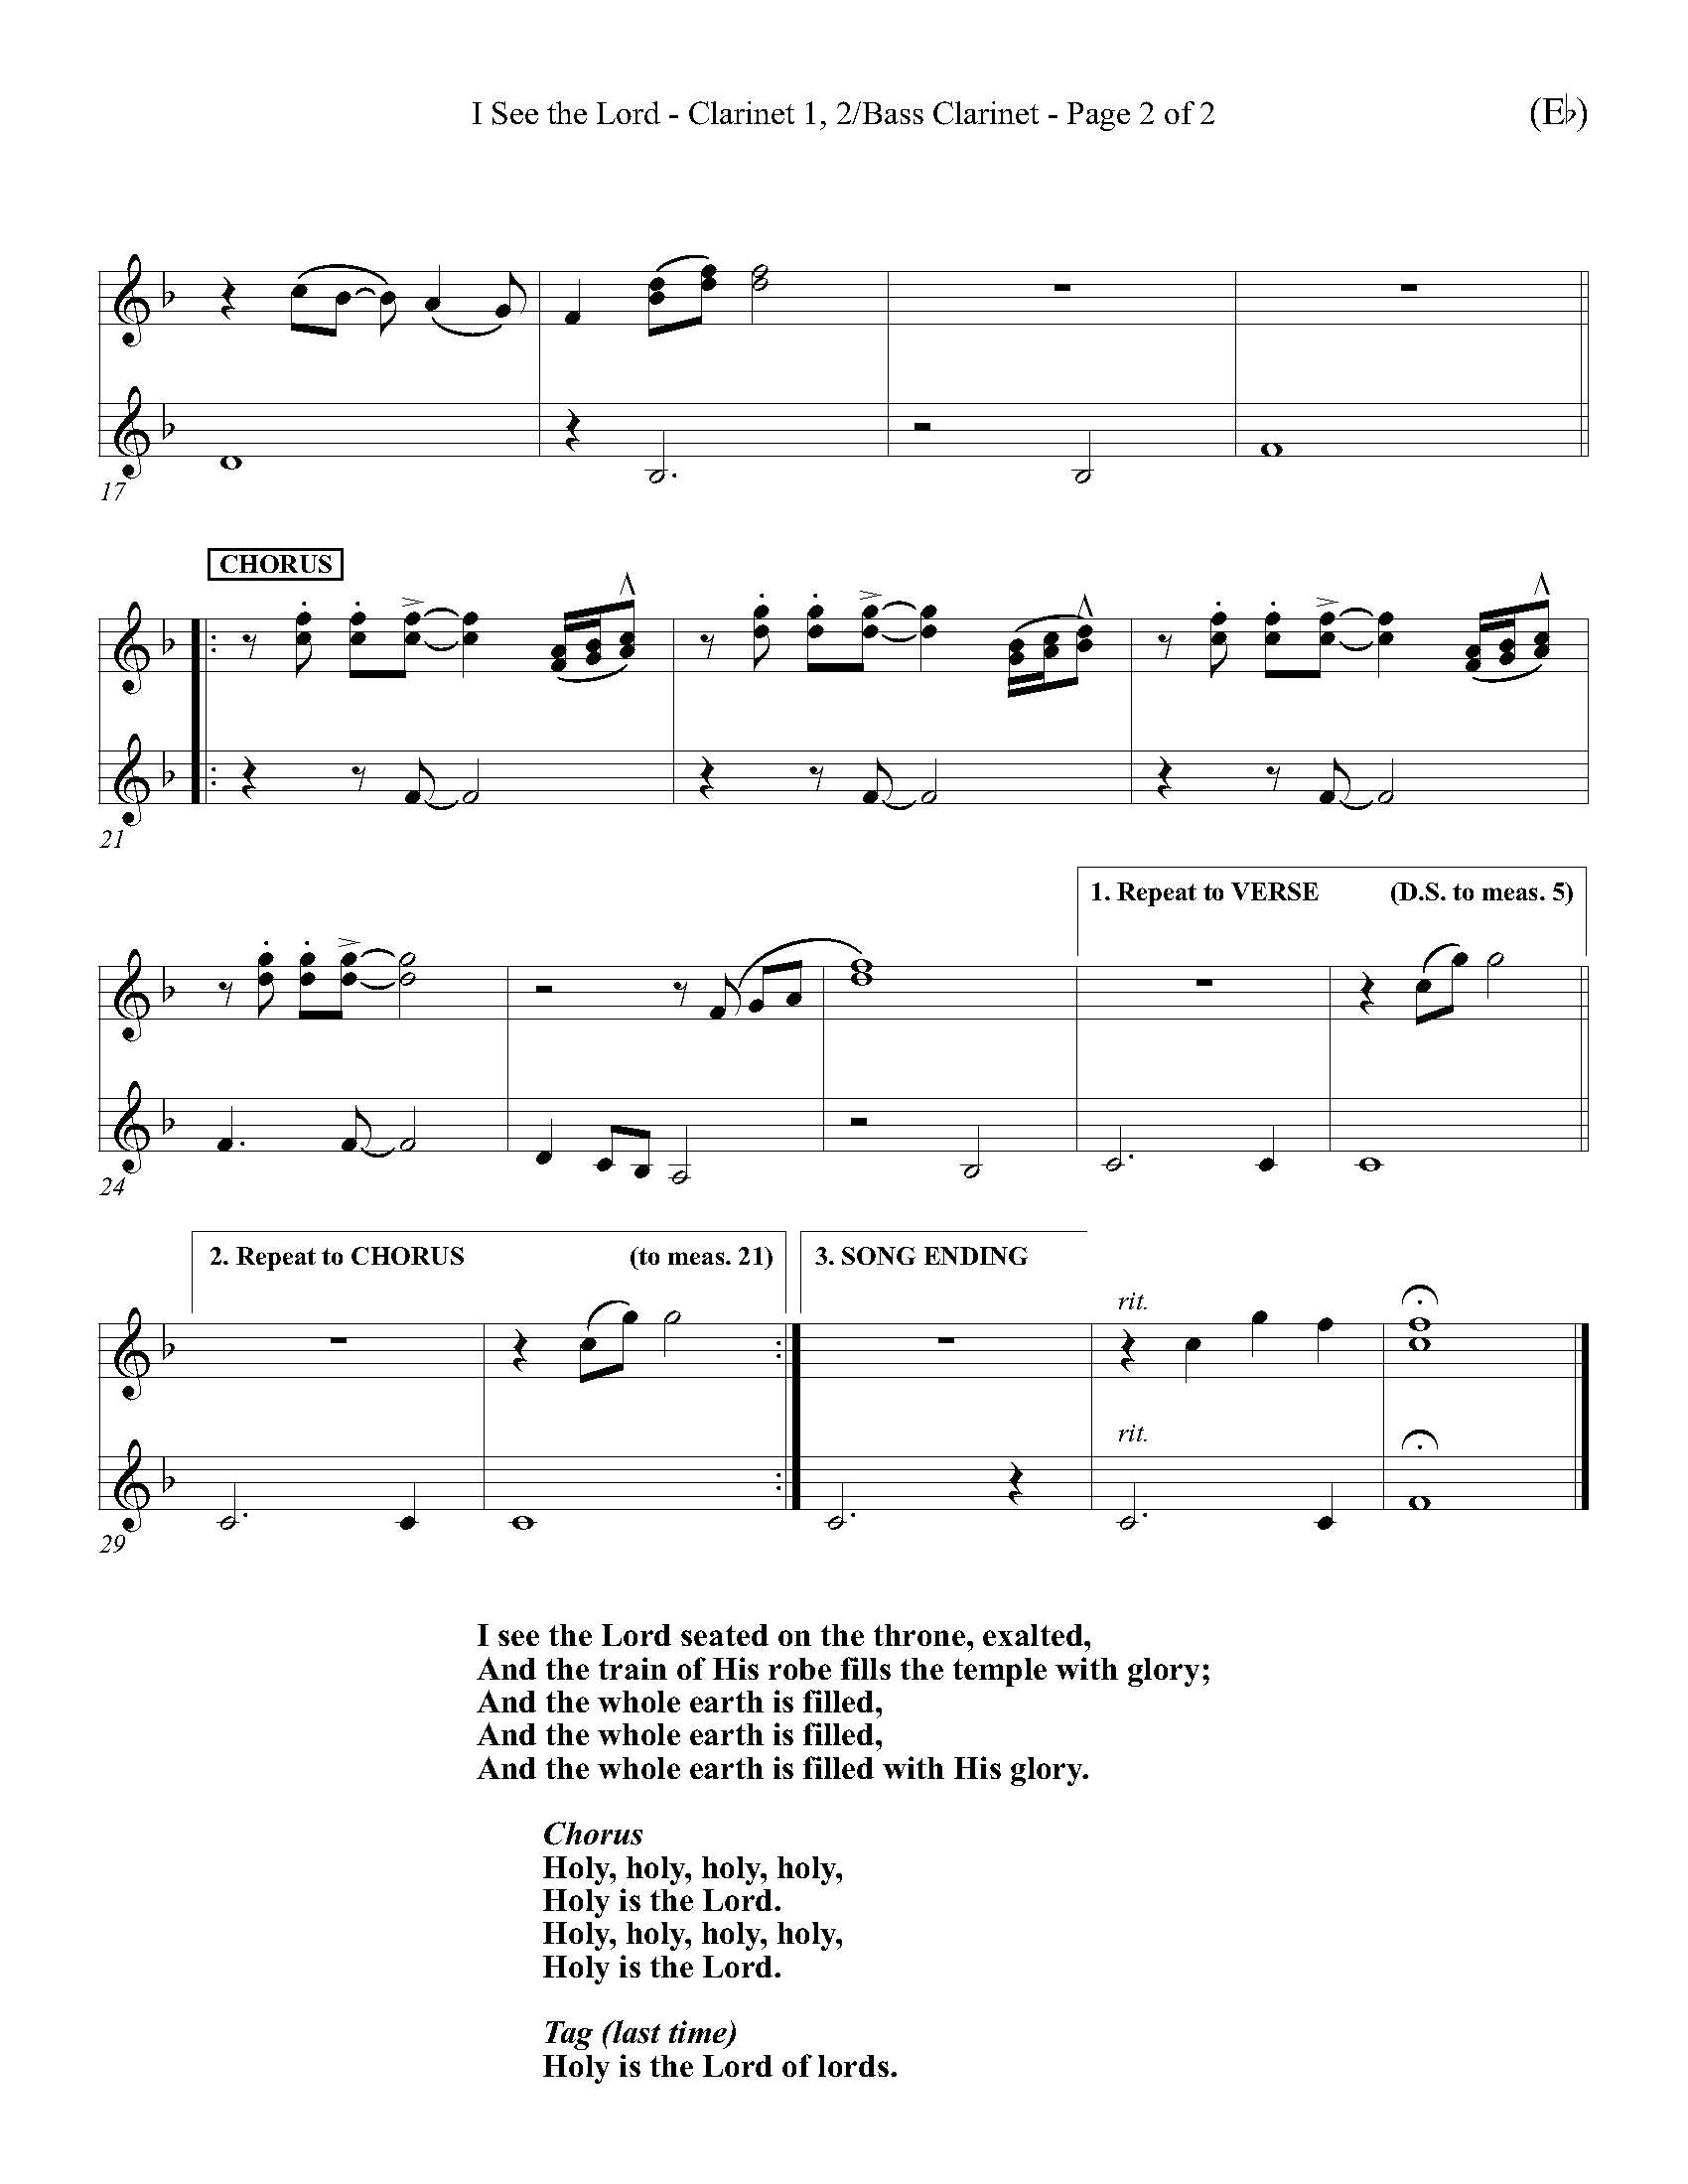 I See the Lord - Clarinet 1, 2/Bass Clarinet - Page 2 of 2 (E♭)
17
CHORUS
21
1. Repeat to VERSE (D.S. to meas. 5)
24
2. Repeat to CHORUS (to meas. 21) 3. SONG ENDING
rit.
rit.
29
I see the Lord seated on the throne, exalted,
And the train of His robe fills the temple with glory;
And the whole earth is filled,
And the whole earth is filled,
And the whole earth is filled with His glory.
Chorus
Holy, holy, holy, holy,
Holy is the Lord.
Holy, holy, holy, holy,
Holy is the Lord.
Tag (last time)
Holy is the Lord of lords.